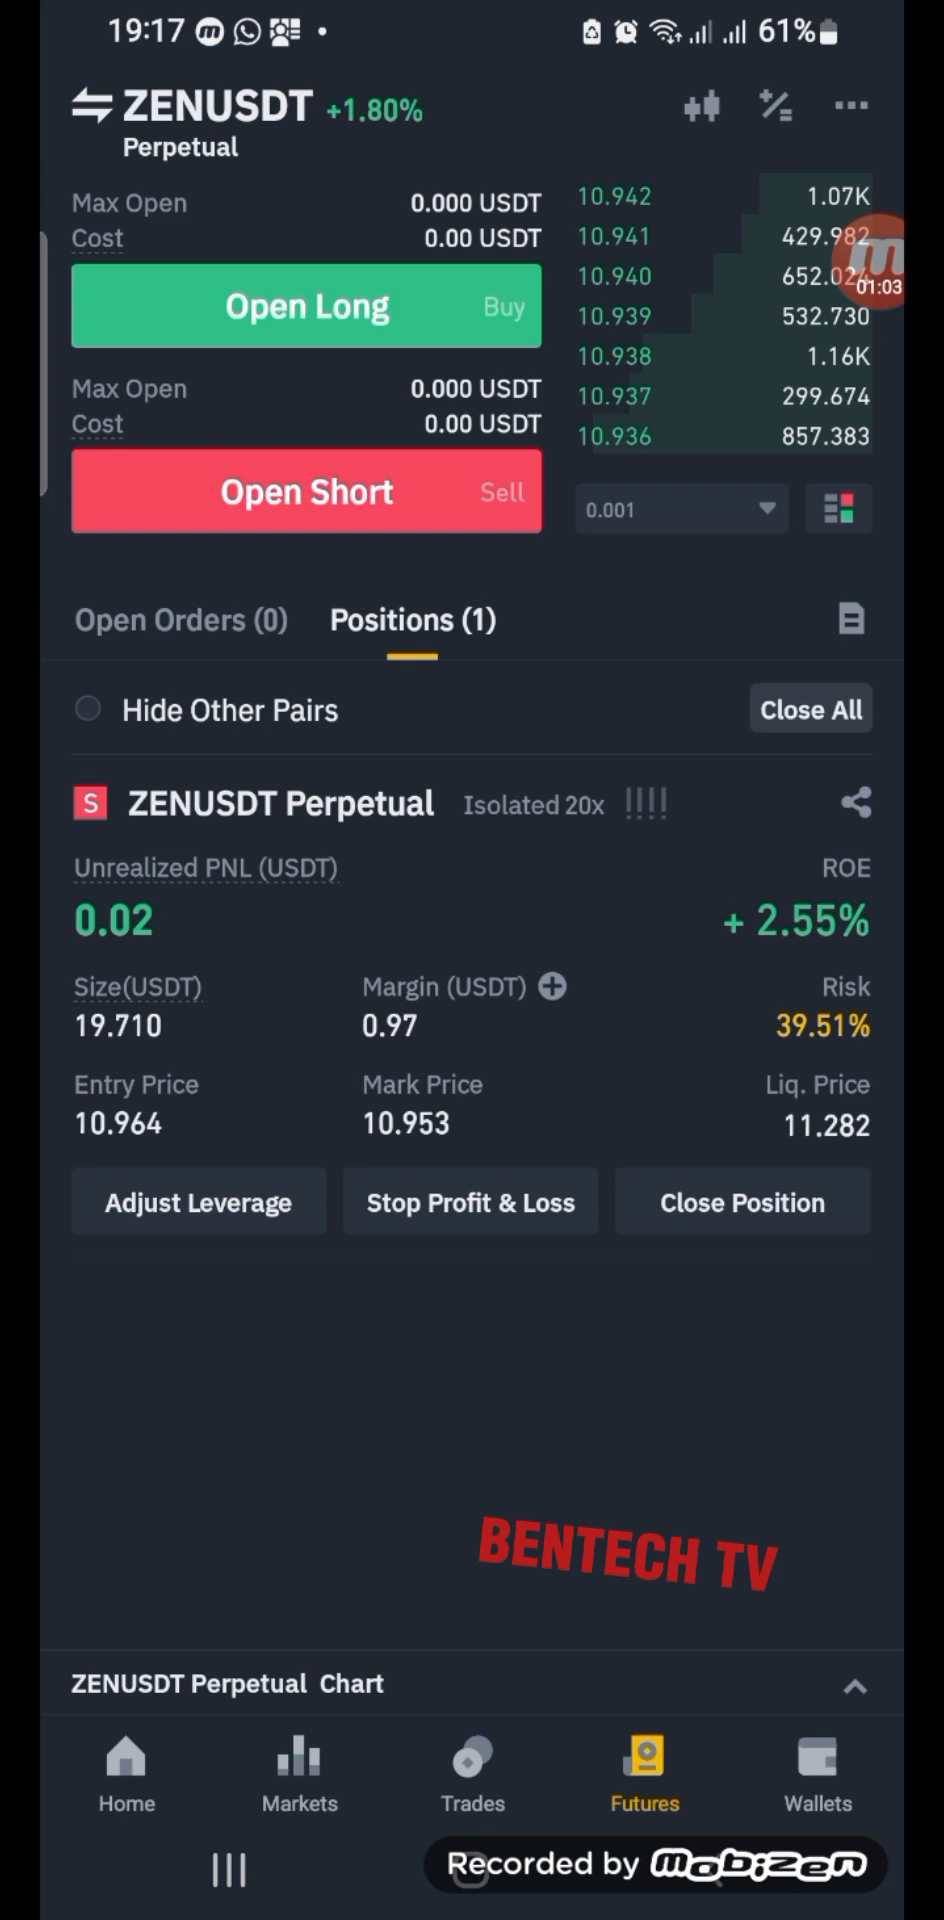 19:17 61%
ZENUSDT +1.80%
Perpetual
Max Open 0.000 USDT
Cost 0.00 USDT
Open Long Buy
Max Open 0.000 USDT
Cost 0.00 USDT
Open Short Sell
10.942 1.07K
10.941 429.982
10.940 652.024
10.939 532.730
10.938 1.16K
10.937 299.674
10.936 857.383
m
01:03
0.001
Open Orders (0) Positions (1)
Hide Other Pairs Close All
S ZENUSDT Perpetual Isolated 20x !!!!
Unrealized PNL (USDT) ROE
0.02 + 2.55%
Size(USDT) Margin (USDT) Risk
19.710 0.97 39.51%
Entry Price Mark Price Liq. Price
10.964 10.953 11.282
Adjust Leverage Stop Profit & Loss Close Position
BENTECH TV
ZENUSDT Perpetual Chart
Home Markets Trades Futures Wallets
Recorded by mobizen